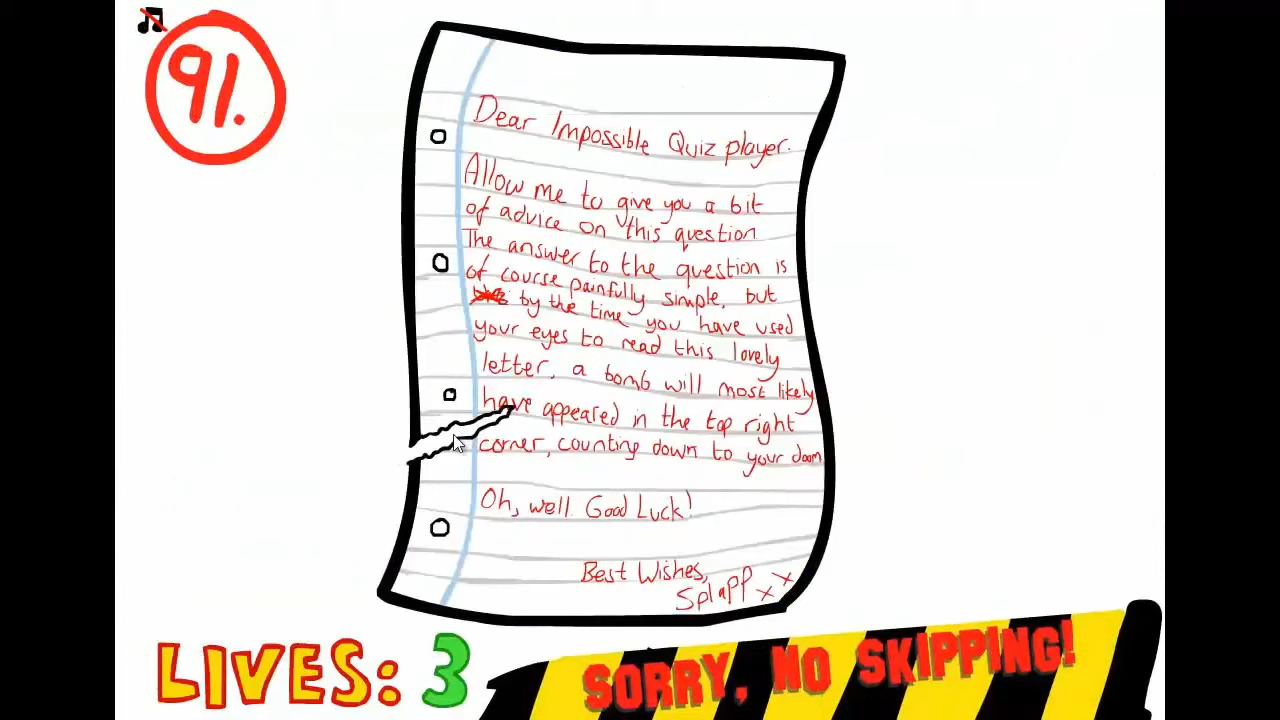 91.
Dear Impossible Quiz player.
Allow me to give you a bit
of advice on this question
The answer to the question is
of course painfully simple, but
by the time you have used
your eyes to read this lovely
letter, a bomb will most likely
have appeared in the top right
corner, counting down to your doom
Oh, well. Good Luck!
Best Wishes,
Splapp x x
LIVES: 3
SORRY, NO SKIPPING!